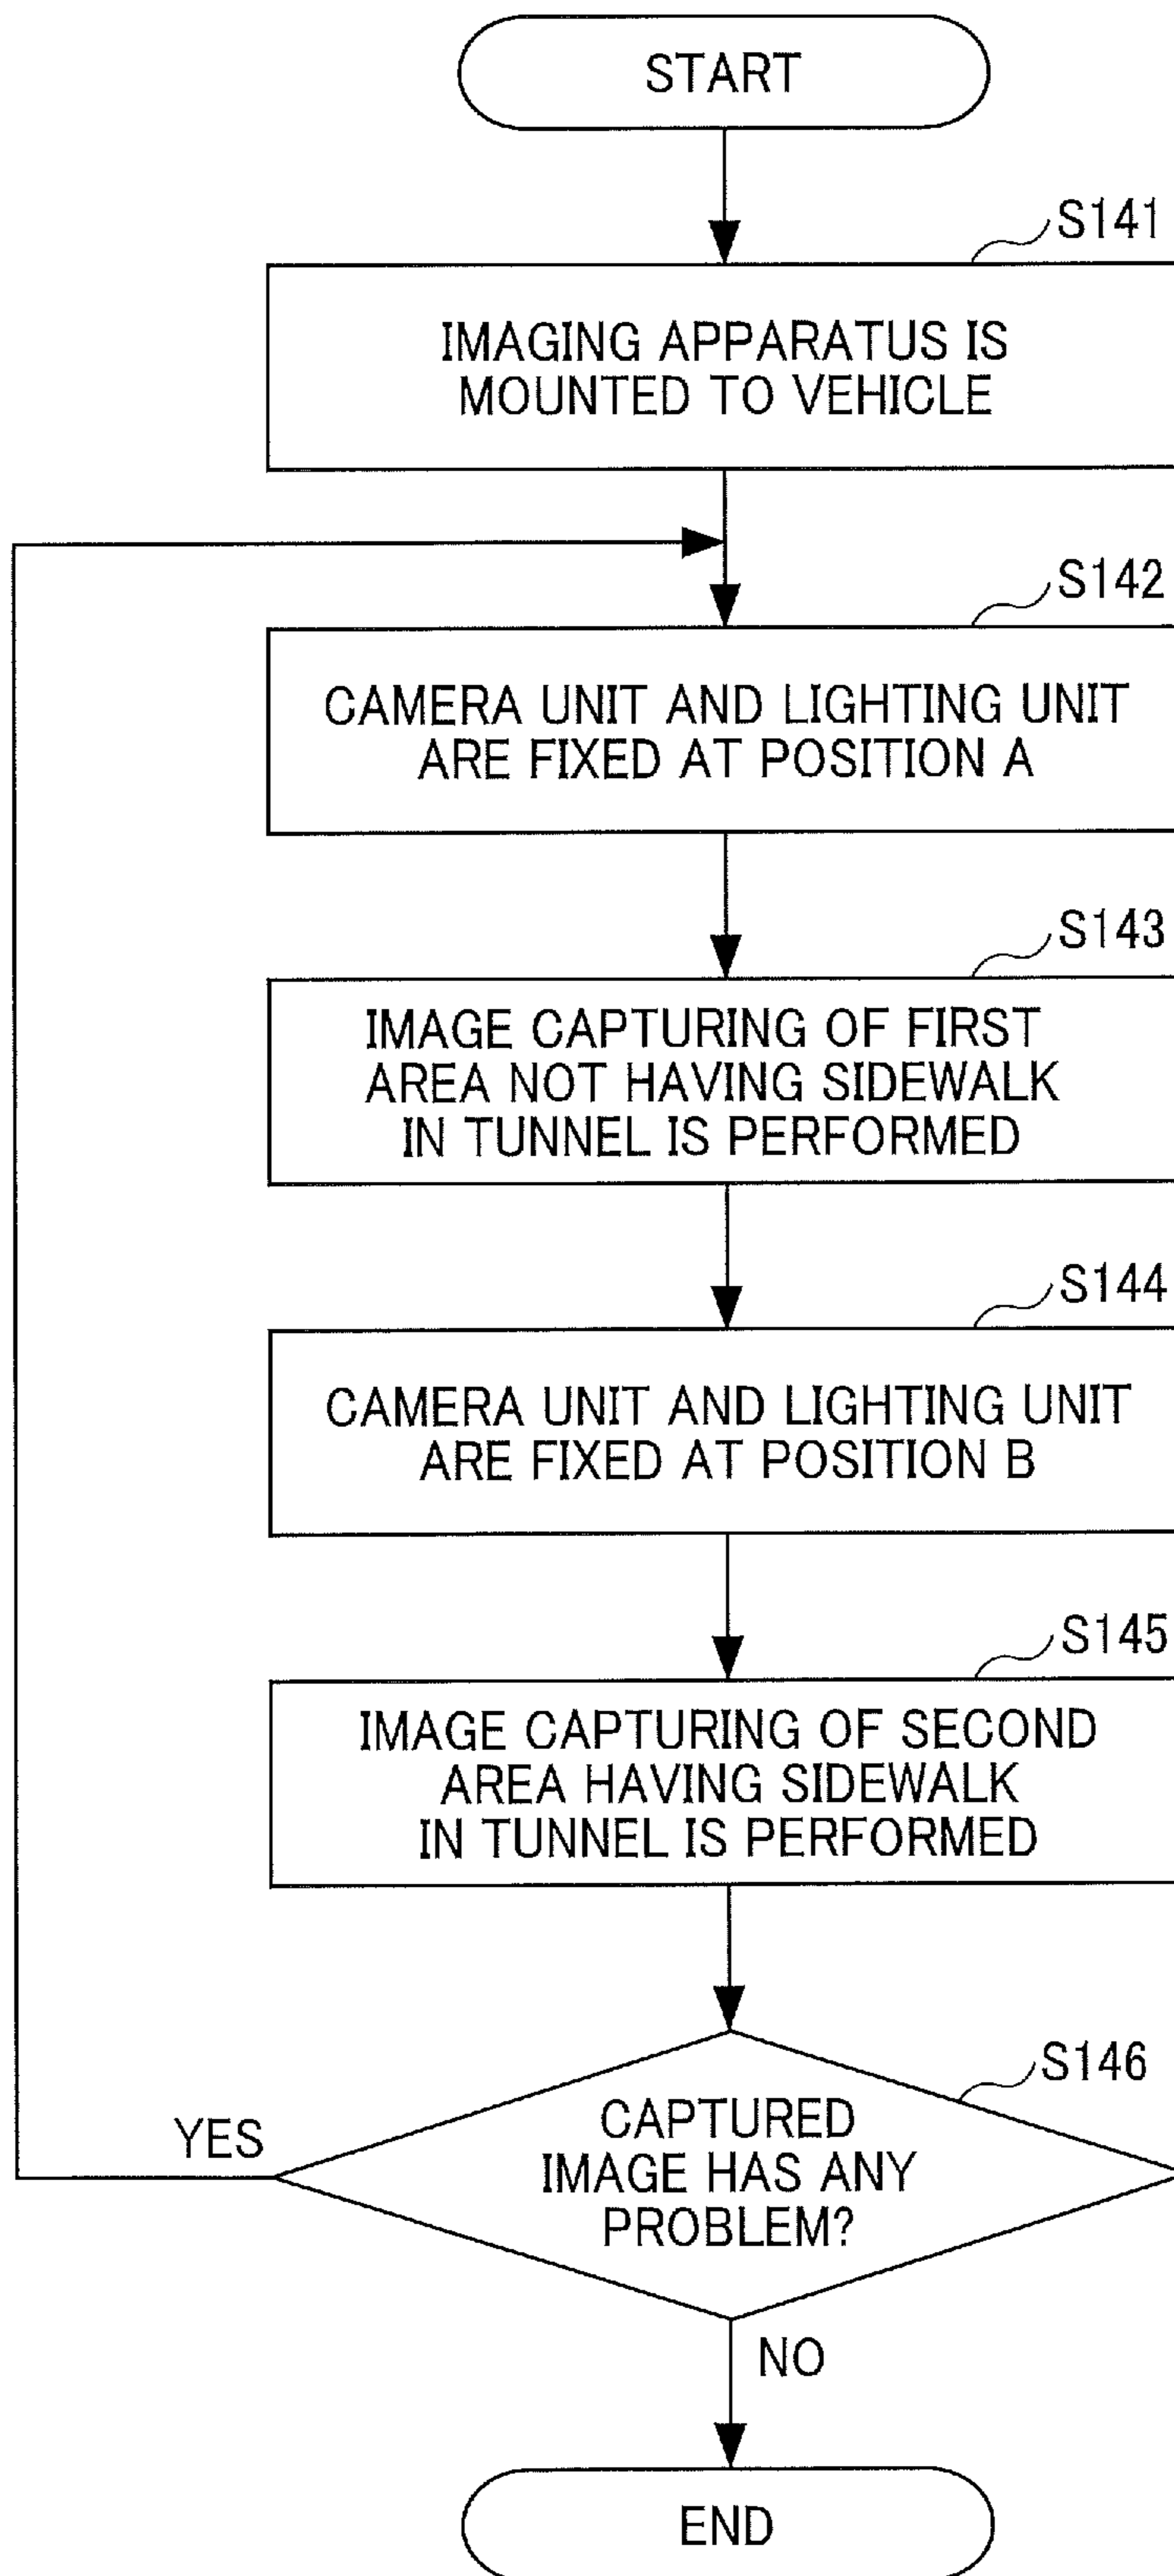 START
S141
IMAGING APPARATUS IS
MOUNTED TO VEHICLE
S142
CAMERA UNIT AND LIGHTING UNIT
ARE FIXED AT POSITION A
S143
IMAGE CAPTURING OF FIRST
AREA NOT HAVING SIDEWALK
IN TUNNEL IS PERFORMED
S144
CAMERA UNIT AND LIGHTING UNIT
ARE FIXED AT POSITION B
S145
IMAGE CAPTURING OF SECOND
AREA HAVING SIDEWALK
IN TUNNEL IS PERFORMED
S146
YES
CAPTURED
IMAGE HAS ANY
PROBLEM?
NO
END